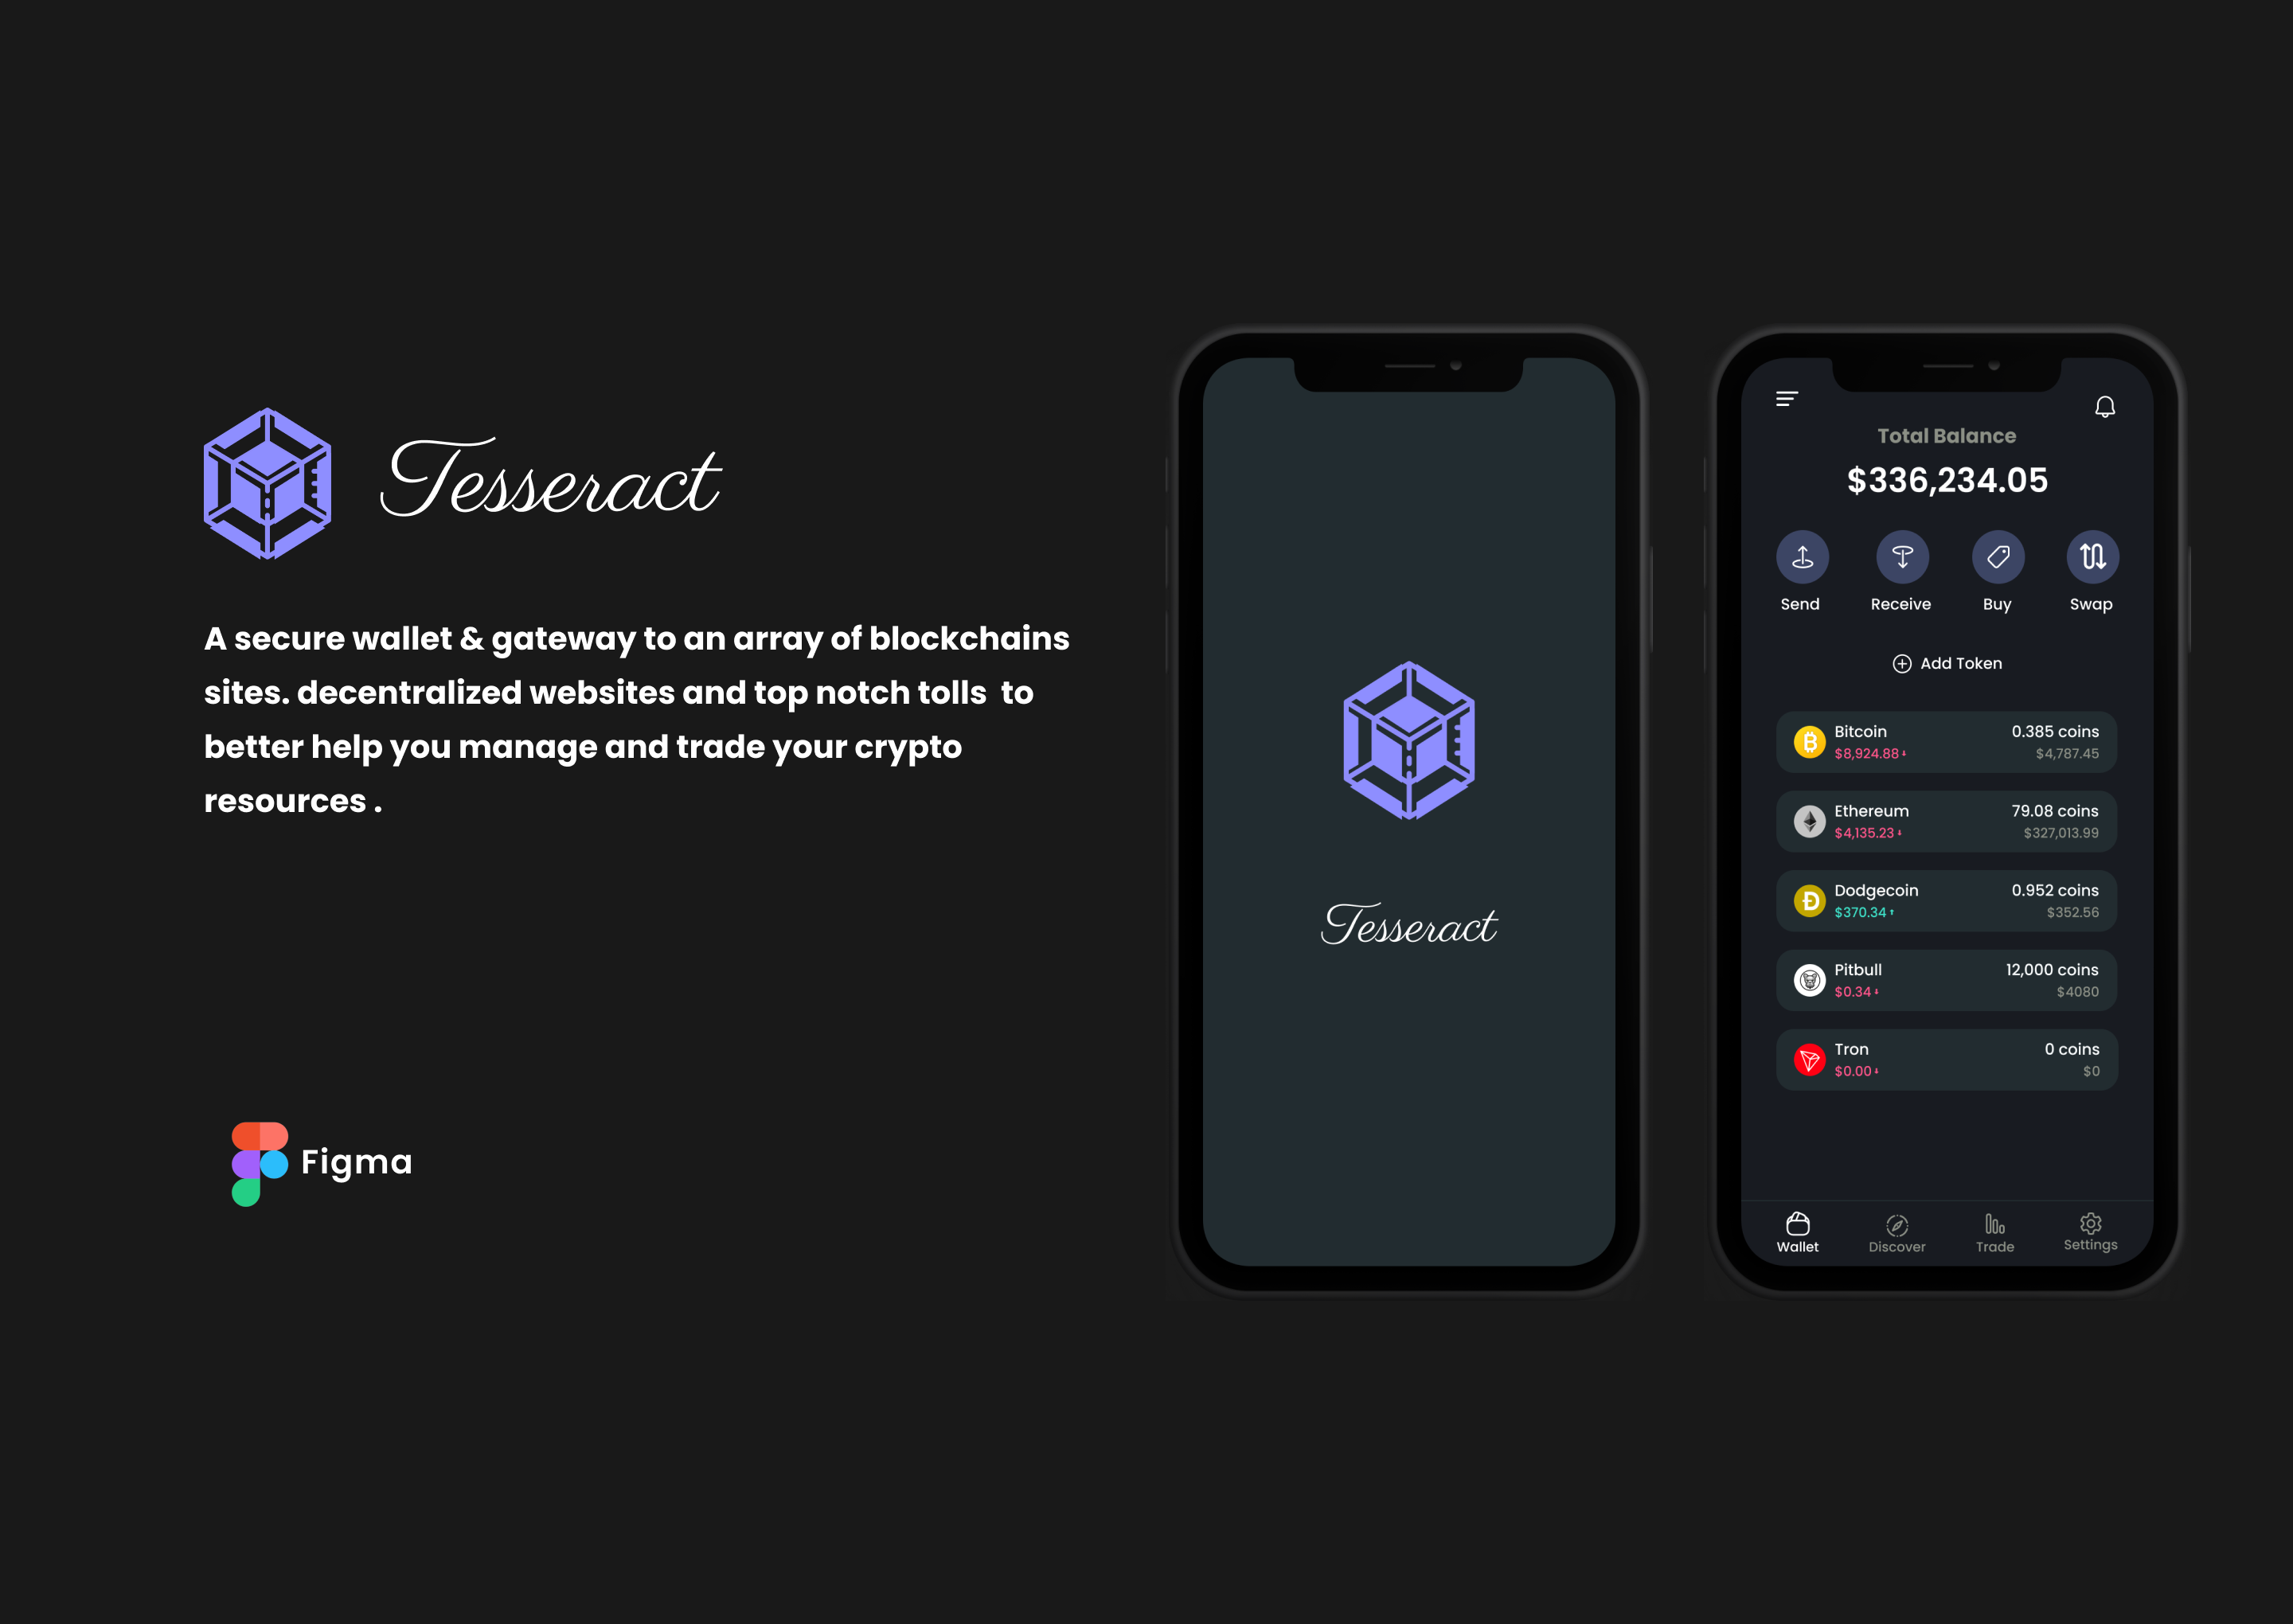 Tesseract
A secure wallet & gateway to an array of blockchains
sites. decentralized websites and top notch tolls  to
better help you manage and trade your crypto
resources .
Figma
Tesseract
Total Balance
$336,234.05
Send Receive Buy Swap
Add Token
Bitcoin 0.385 coins
$8,924.88 $4,787.45
Ethereum 79.08 coins
$4,135.23 $327,013.99
Dodgecoin 0.952 coins
$370.34 $352.56
Pitbull 12,000 coins
$0.34 $4080
Tron 0 coins
$0.00 $0
Wallet Discover Trade Settings